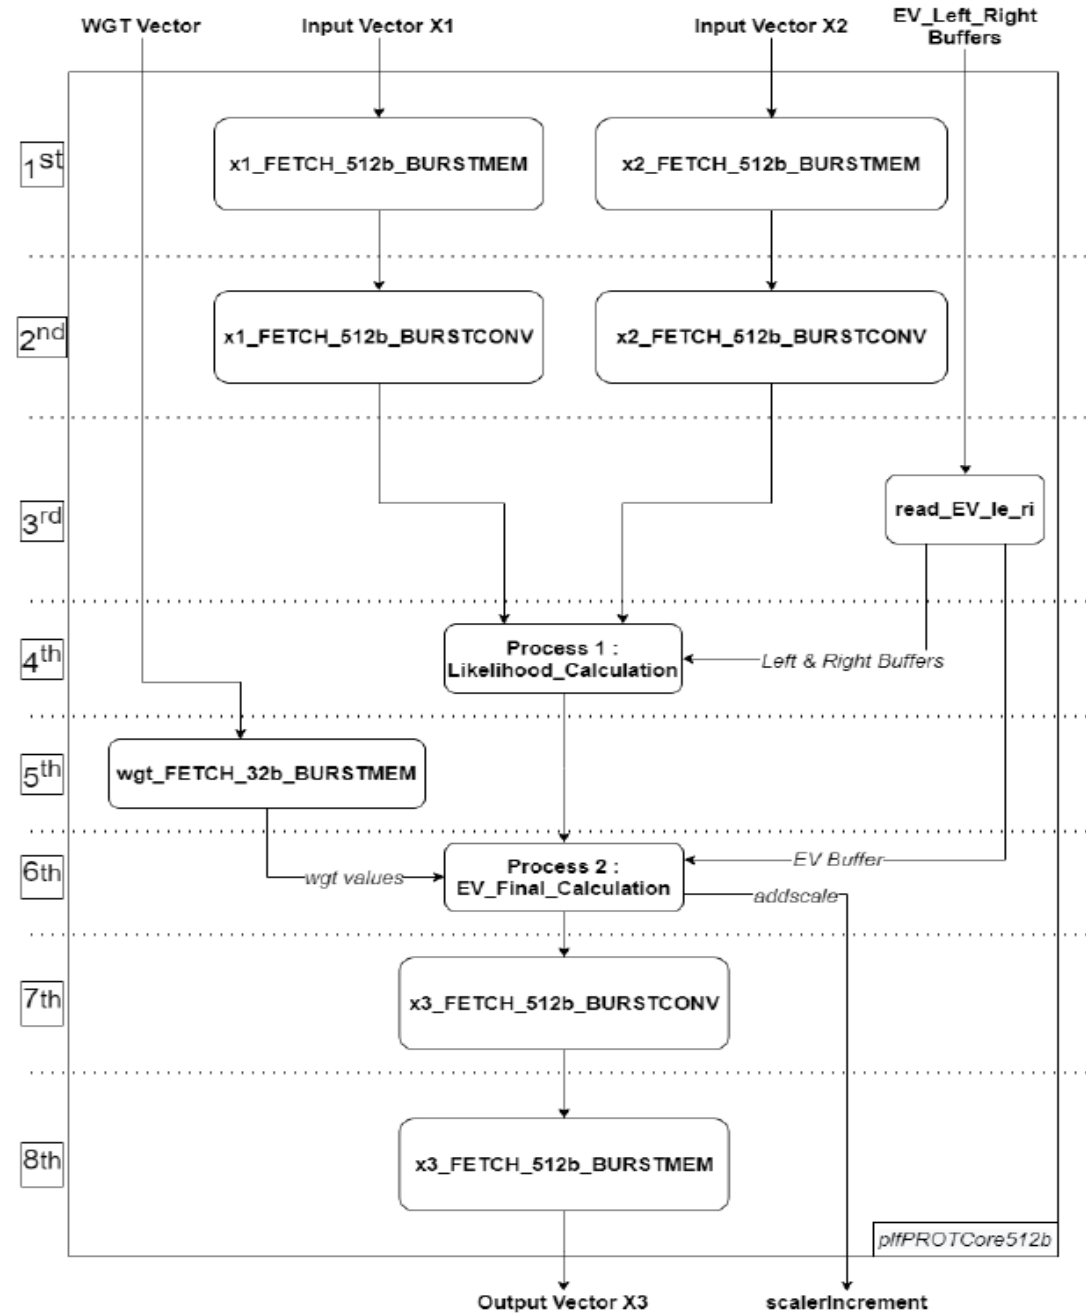 WGT Vector
Input Vector X1
Input Vector X2
EV_Left_Right
Buffers
1st
x1_FETCH_512b_BURSTMEM
x2_FETCH_512b_BURSTMEM
2nd
x1_FETCH_512b_BURSTCONV
x2_FETCH_512b_BURSTCONV
3rd
read_EV_le_ri
4th
Process 1 :
Likelihood_Calculation
Left & Right Buffers
5th
wgt_FETCH_32b_BURSTMEM
6th
wgt values
Process 2 :
EV_Final_Calculation
EV Buffer
addscale
7th
x3_FETCH_512b_BURSTCONV
8th
x3_FETCH_512b_BURSTMEM
plfPROTCore512b
Output Vector X3
scalerIncrement